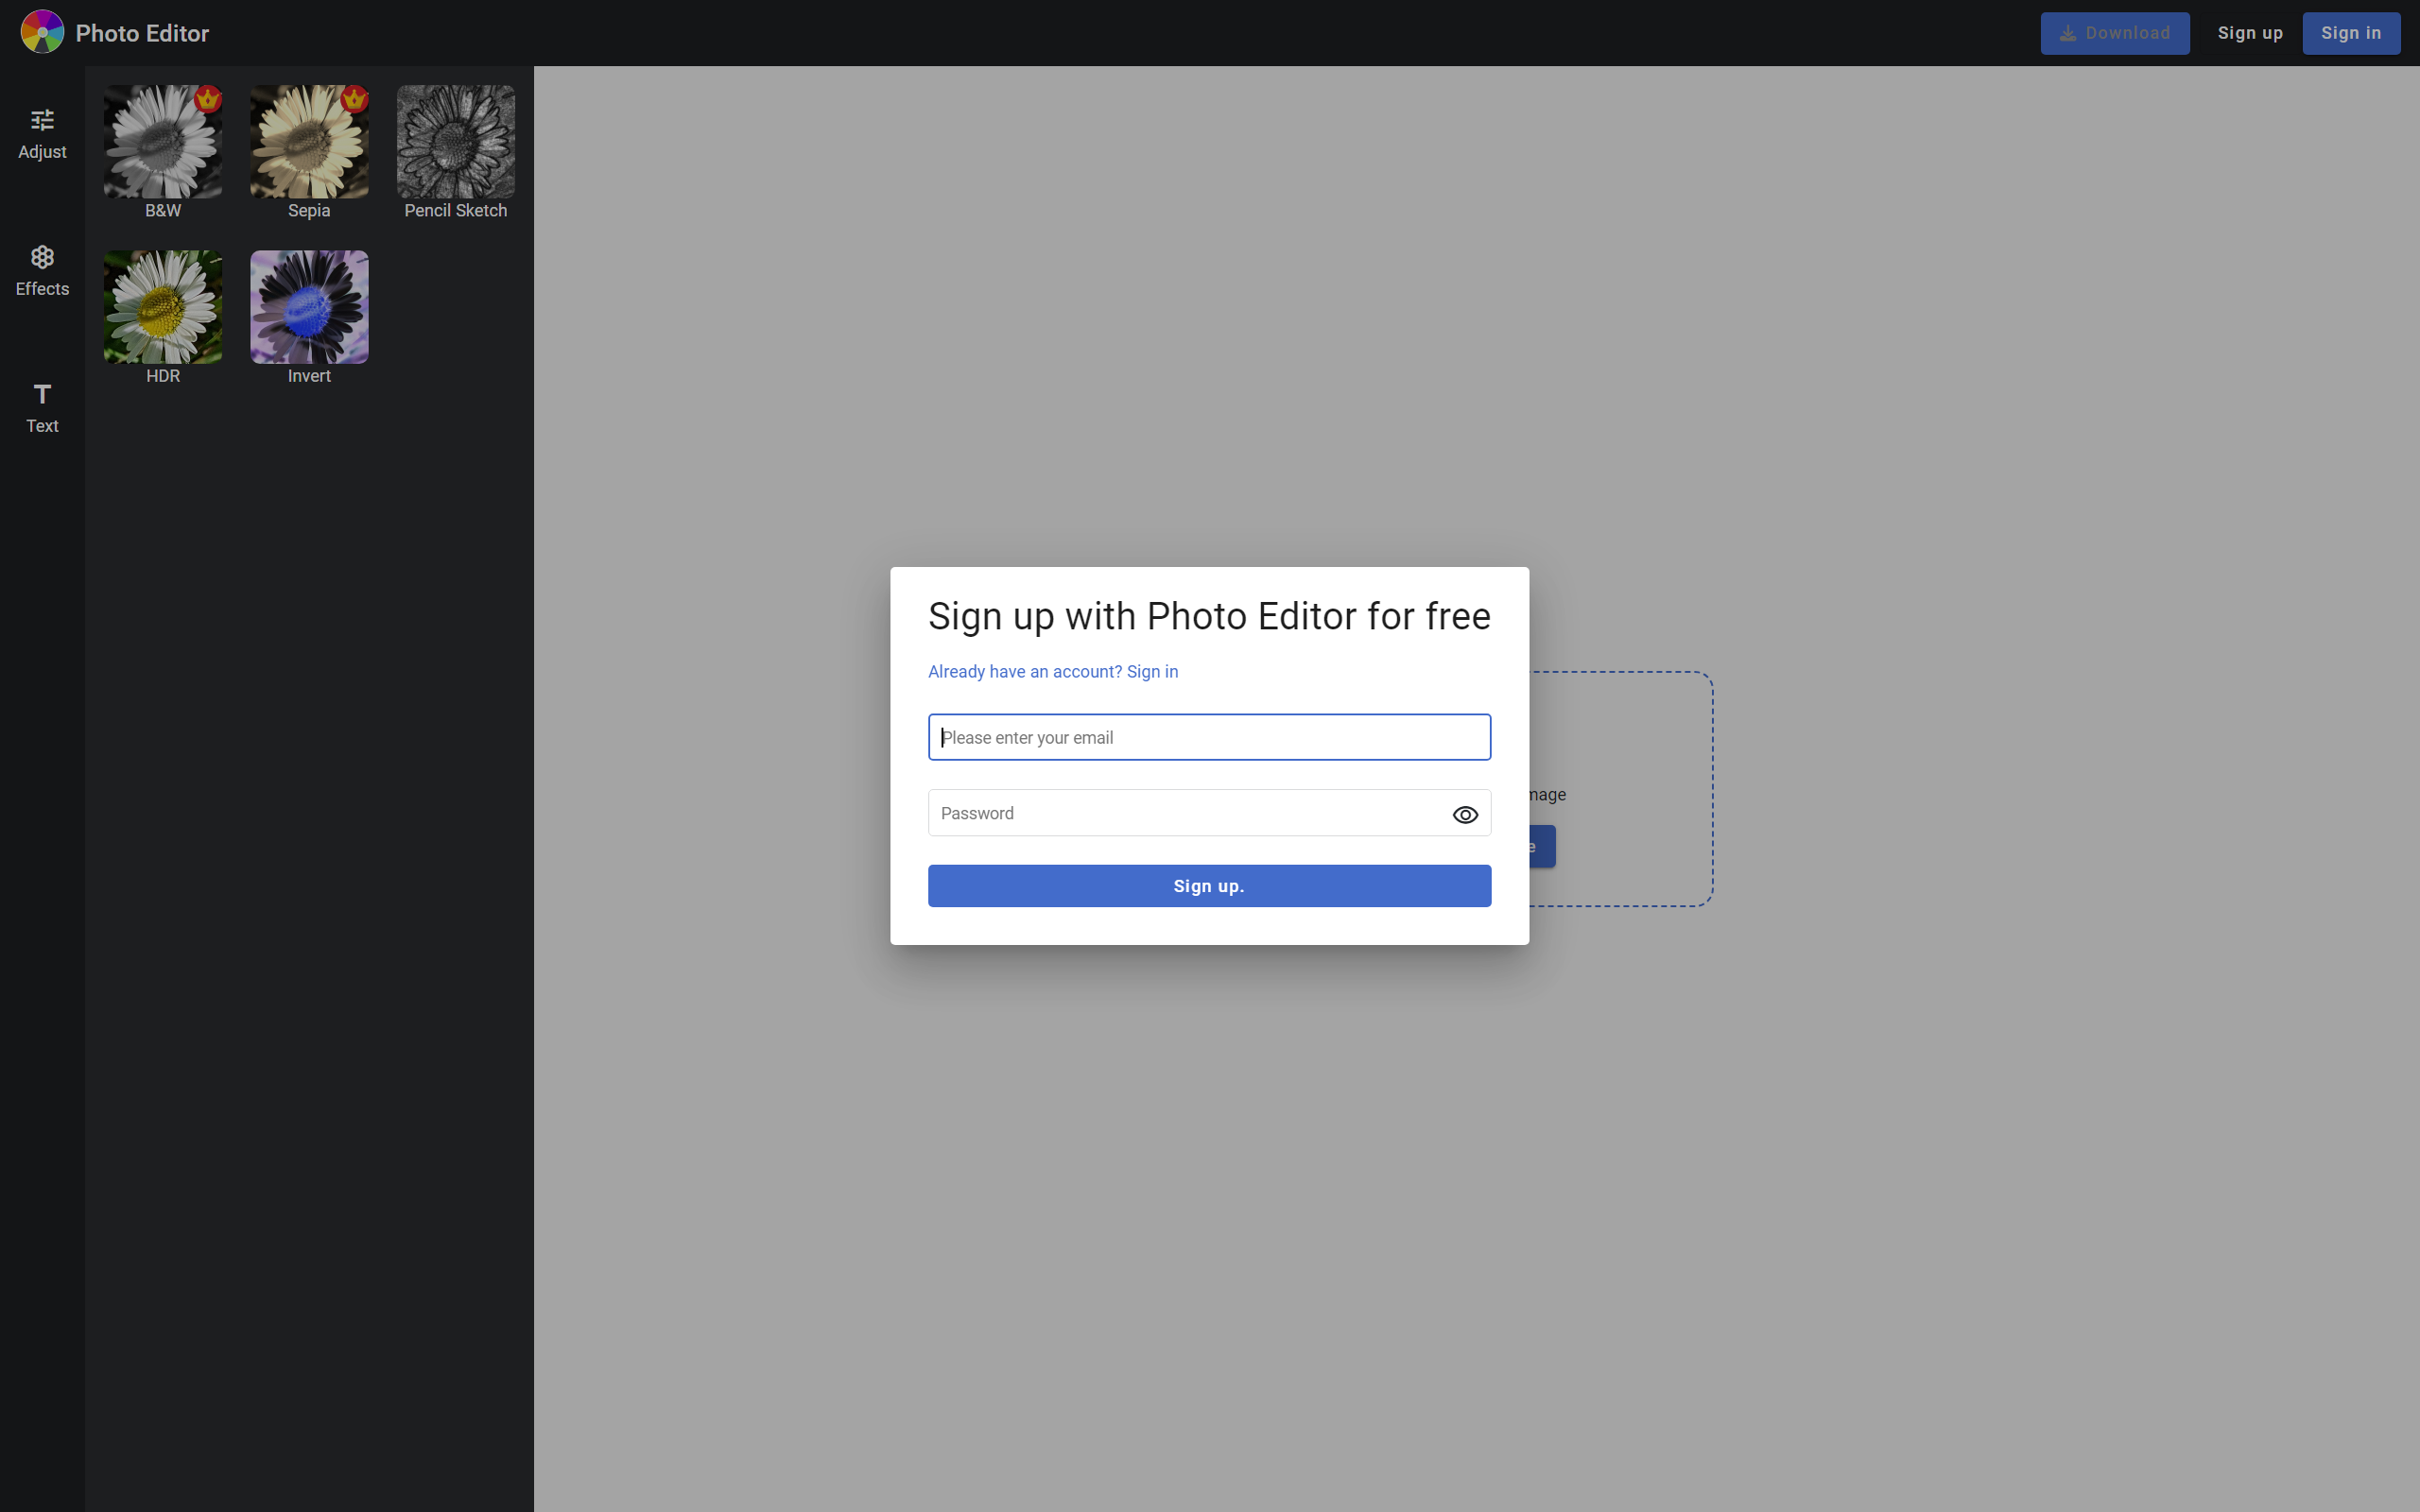 Photo Editor
Download
Sign up
Sign in
Adjust
Effects
Text
B&W
Sepia
Pencil Sketch
HDR
Invert
Sign up with Photo Editor for free
Already have an account? Sign in
Please enter your email
Password
Sign up.